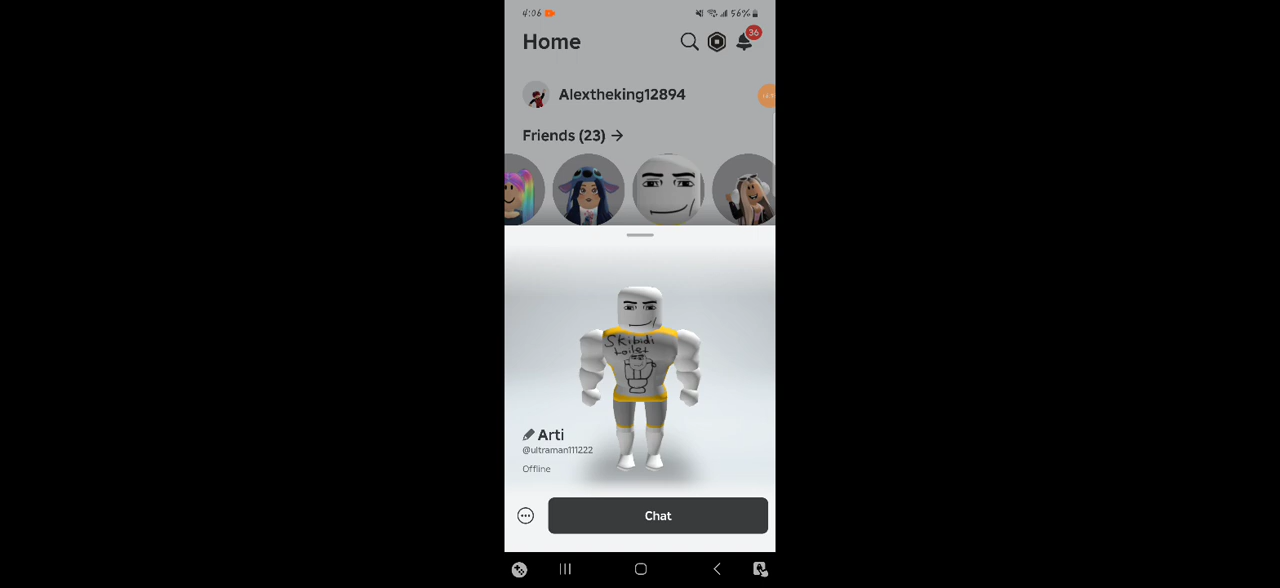 4:06
56%
Home
36
Alextheking12894
Friends (23) →
Skibidi
toilet
Arti
@ultraman111222
Offline
Chat